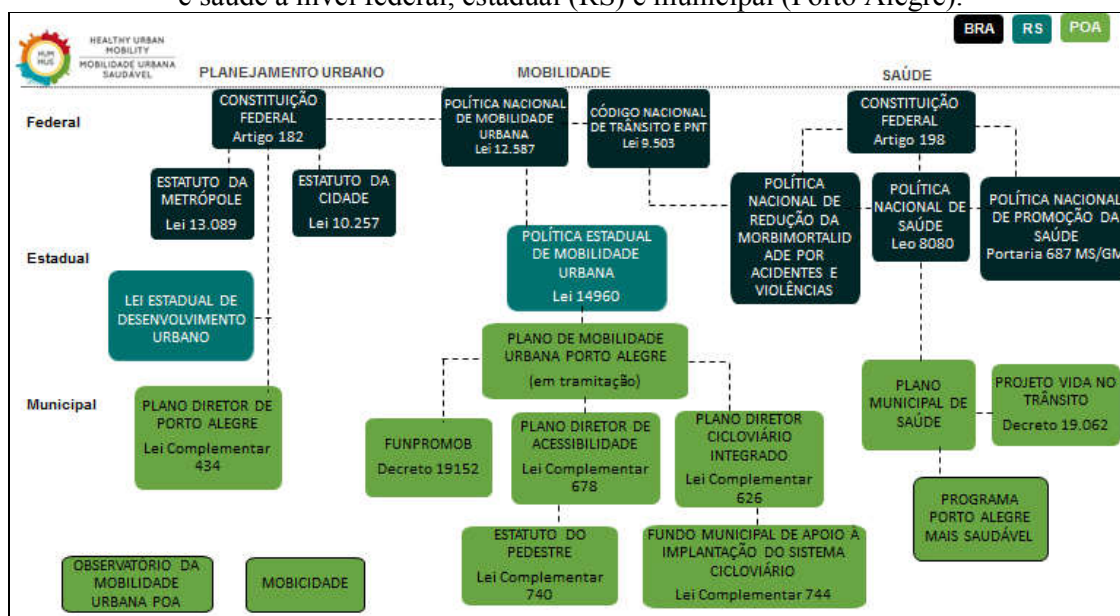 e saúde a nível federal, estadual (RS) e municipal (Porto Alegre).
BRA
RS
POA
HUM
MUS
HEALTHY URBAN
MOBILITY
MOBILIDADE URBANA
SAUDÁVEL
PLANEJAMENTO URBANO
MOBILIDADE
SAÚDE
Federal
CONSTITUIÇÃO
FEDERAL
Artigo 182
POLÍTICA NACIONAL
DE MOBILIDADE
URBANA
Lei 12.587
CÓDIGO NACIONAL
DE TRÂNSITO E PNT
Lei 9.503
CONSTITUIÇÃO
FEDERAL
Artigo 198
ESTATUTO DA
METRÓPOLE
Lei 13.089
ESTATUTO DA
CIDADE
Lei 10.257
POLÍTICA
NACIONAL DE
REDUÇÃO DA
MORBIMORTALID
ADE POR
ACIDENTES E
VIOLÊNCIAS
POLÍTICA
NACIONAL DE
SAÚDE
Leo 8080
POLÍTICA NACIONAL
DE PROMOÇÃO DA
SAÚDE
Portaria 687 MS/GM
Estadual
POLÍTICA ESTADUAL
DE MOBILIDADE
URBANA
Lei 14960
LEI ESTADUAL DE
DESENVOLVIMENTO
URBANO
Municipal
PLANO DIRETOR DE
PORTO ALEGRE
Lei Complementar
434
PLANO DE MOBILIDADE
URBANA PORTO ALEGRE
(em tramitação)
FUNPROMOB
Decreto 19152
PLANO DIRETOR DE
ACESSIBILIDADE
Lei Complementar
678
PLANO DIRETOR
CICLOVIÁRIO
INTEGRADO
Lei Complementar
626
PLANO
MUNICIPAL DE
SAÚDE
PROJETO VIDA NO
TRÂNSITO
Decreto 19.062
ESTATUTO DO
PEDESTRE
Lei Complementar
740
FUNDO MUNICIPAL DE APOIO À
IMPLANTAÇÃO DO SISTEMA
CICLOVIÁRIO
Lei Complementar 744
PROGRAMA
PORTO ALEGRE
MAIS SAUDÁVEL
OBSERVATÓRIO DA
MOBILIDADE
URBANA POA
MOBICIDADE